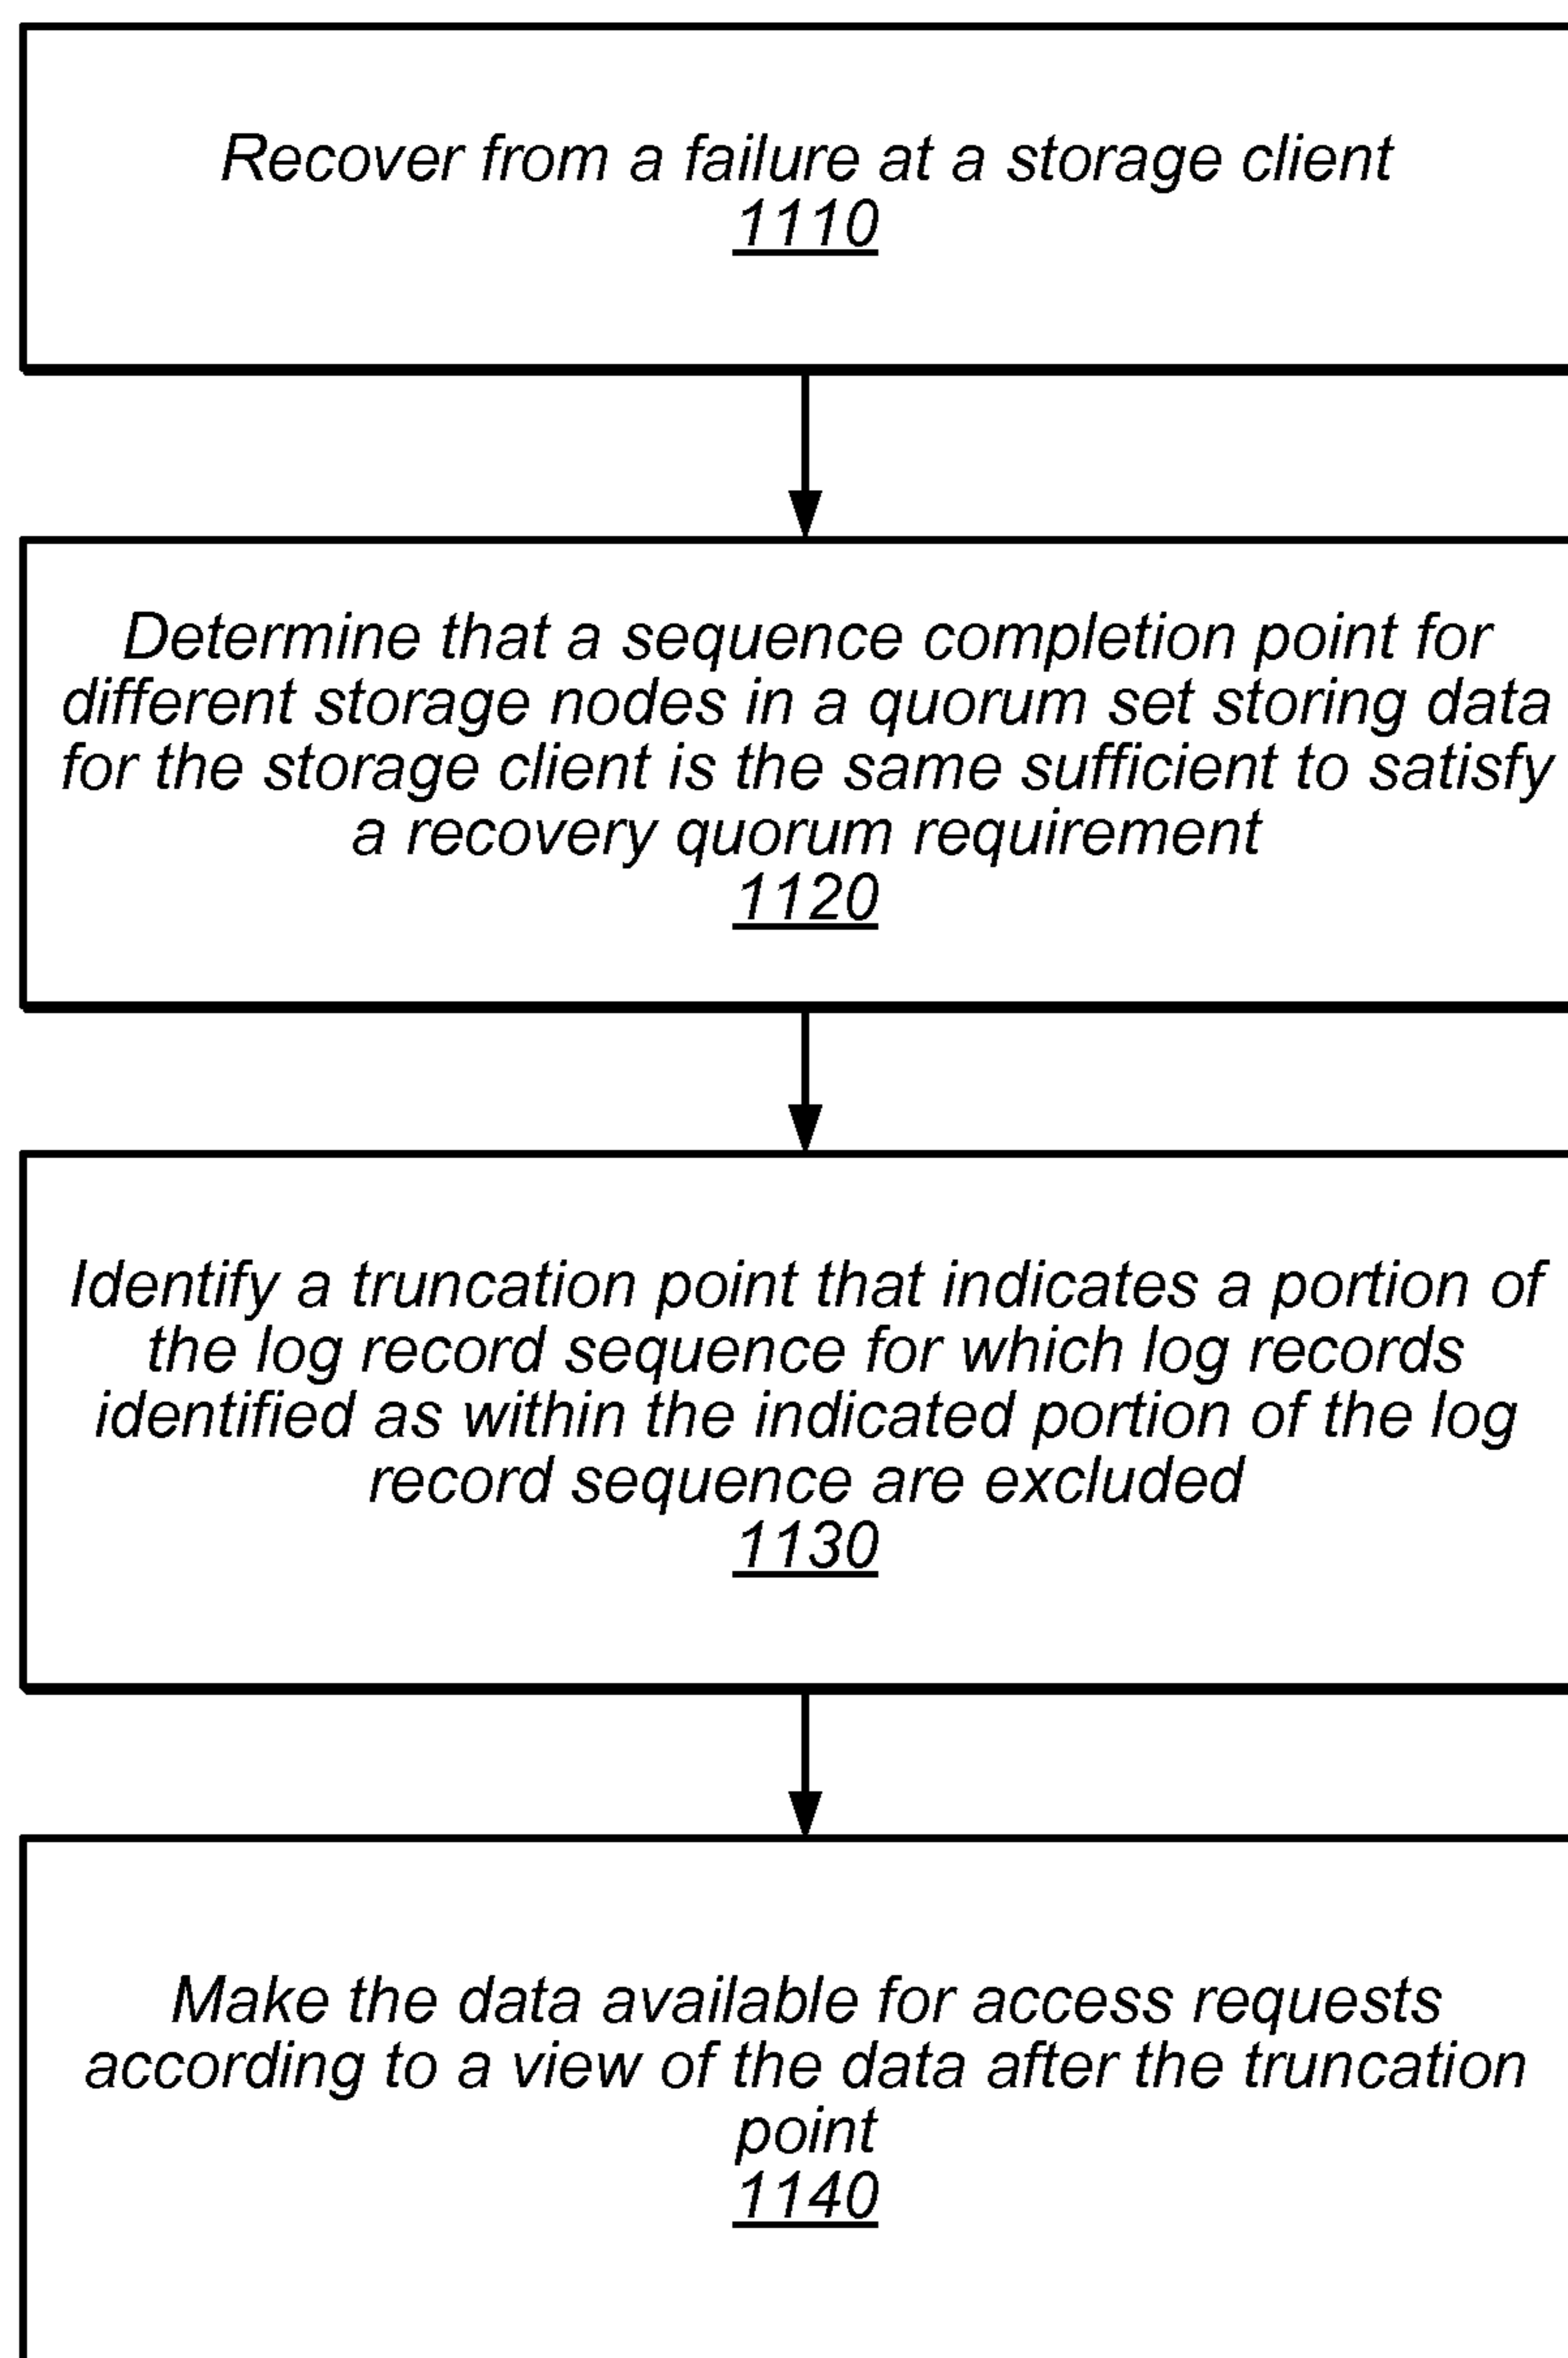 Recover from a failure at a storage client
1110
Determine that a sequence completion point for
different storage nodes in a quorum set storing data
for the storage client is the same sufficient to satisfy
a recovery quorum requirement
1120
Identify a truncation point that indicates a portion of
the log record sequence for which log records
identified as within the indicated portion of the log
record sequence are excluded
1130
Make the data available for access requests
according to a view of the data after the truncation
point
1140